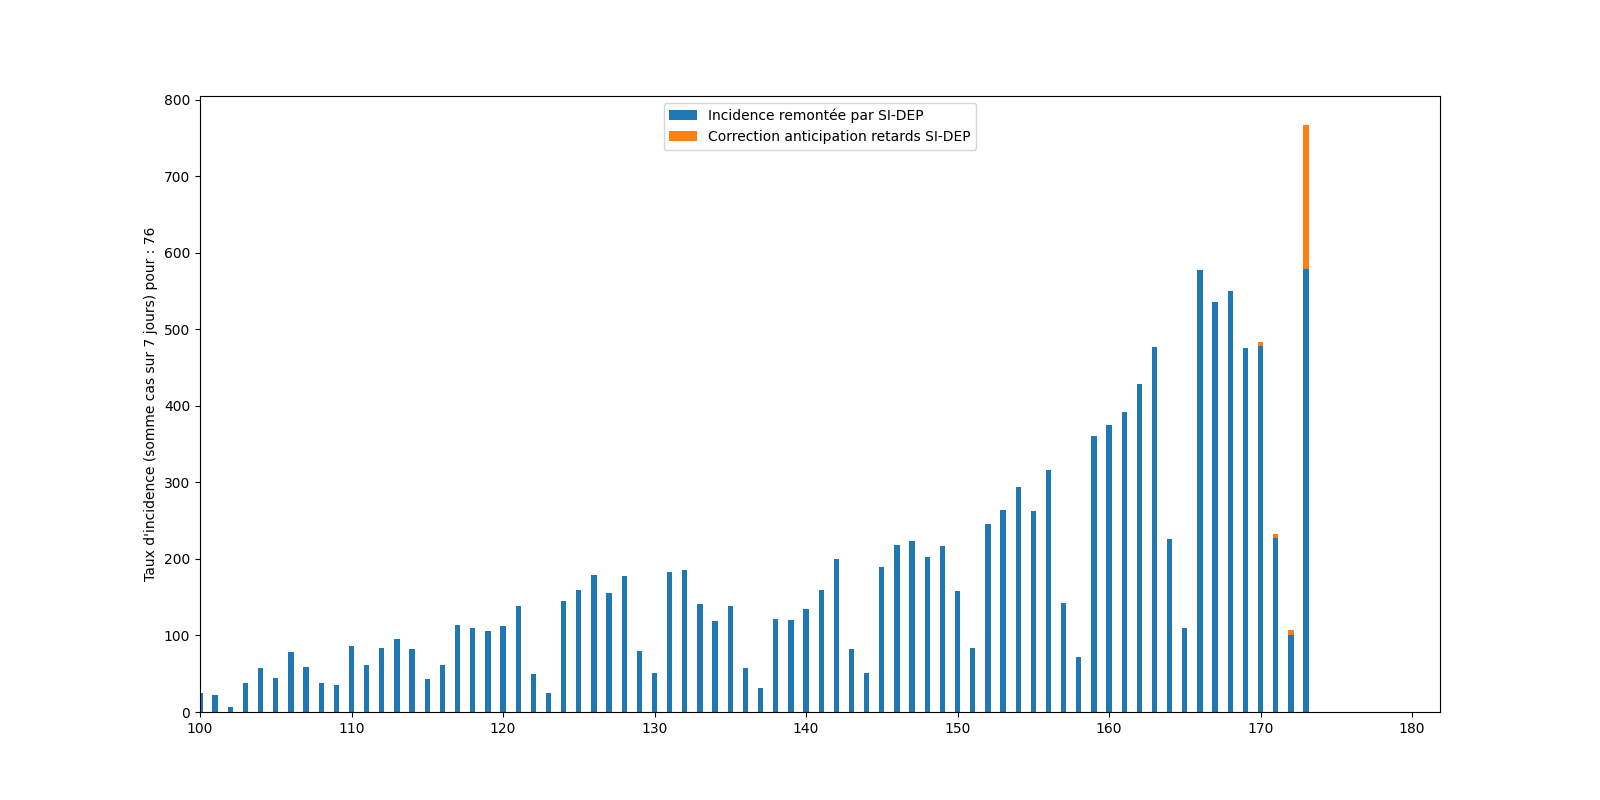 Incidence remontée par SI-DEP
Correction anticipation retards SI-DEP
Taux d'incidence (somme cas sur 7 jours) pour : 76
800
700
600
500
400
300
200
100
0
100 110 120 130 140 150 160 170 180